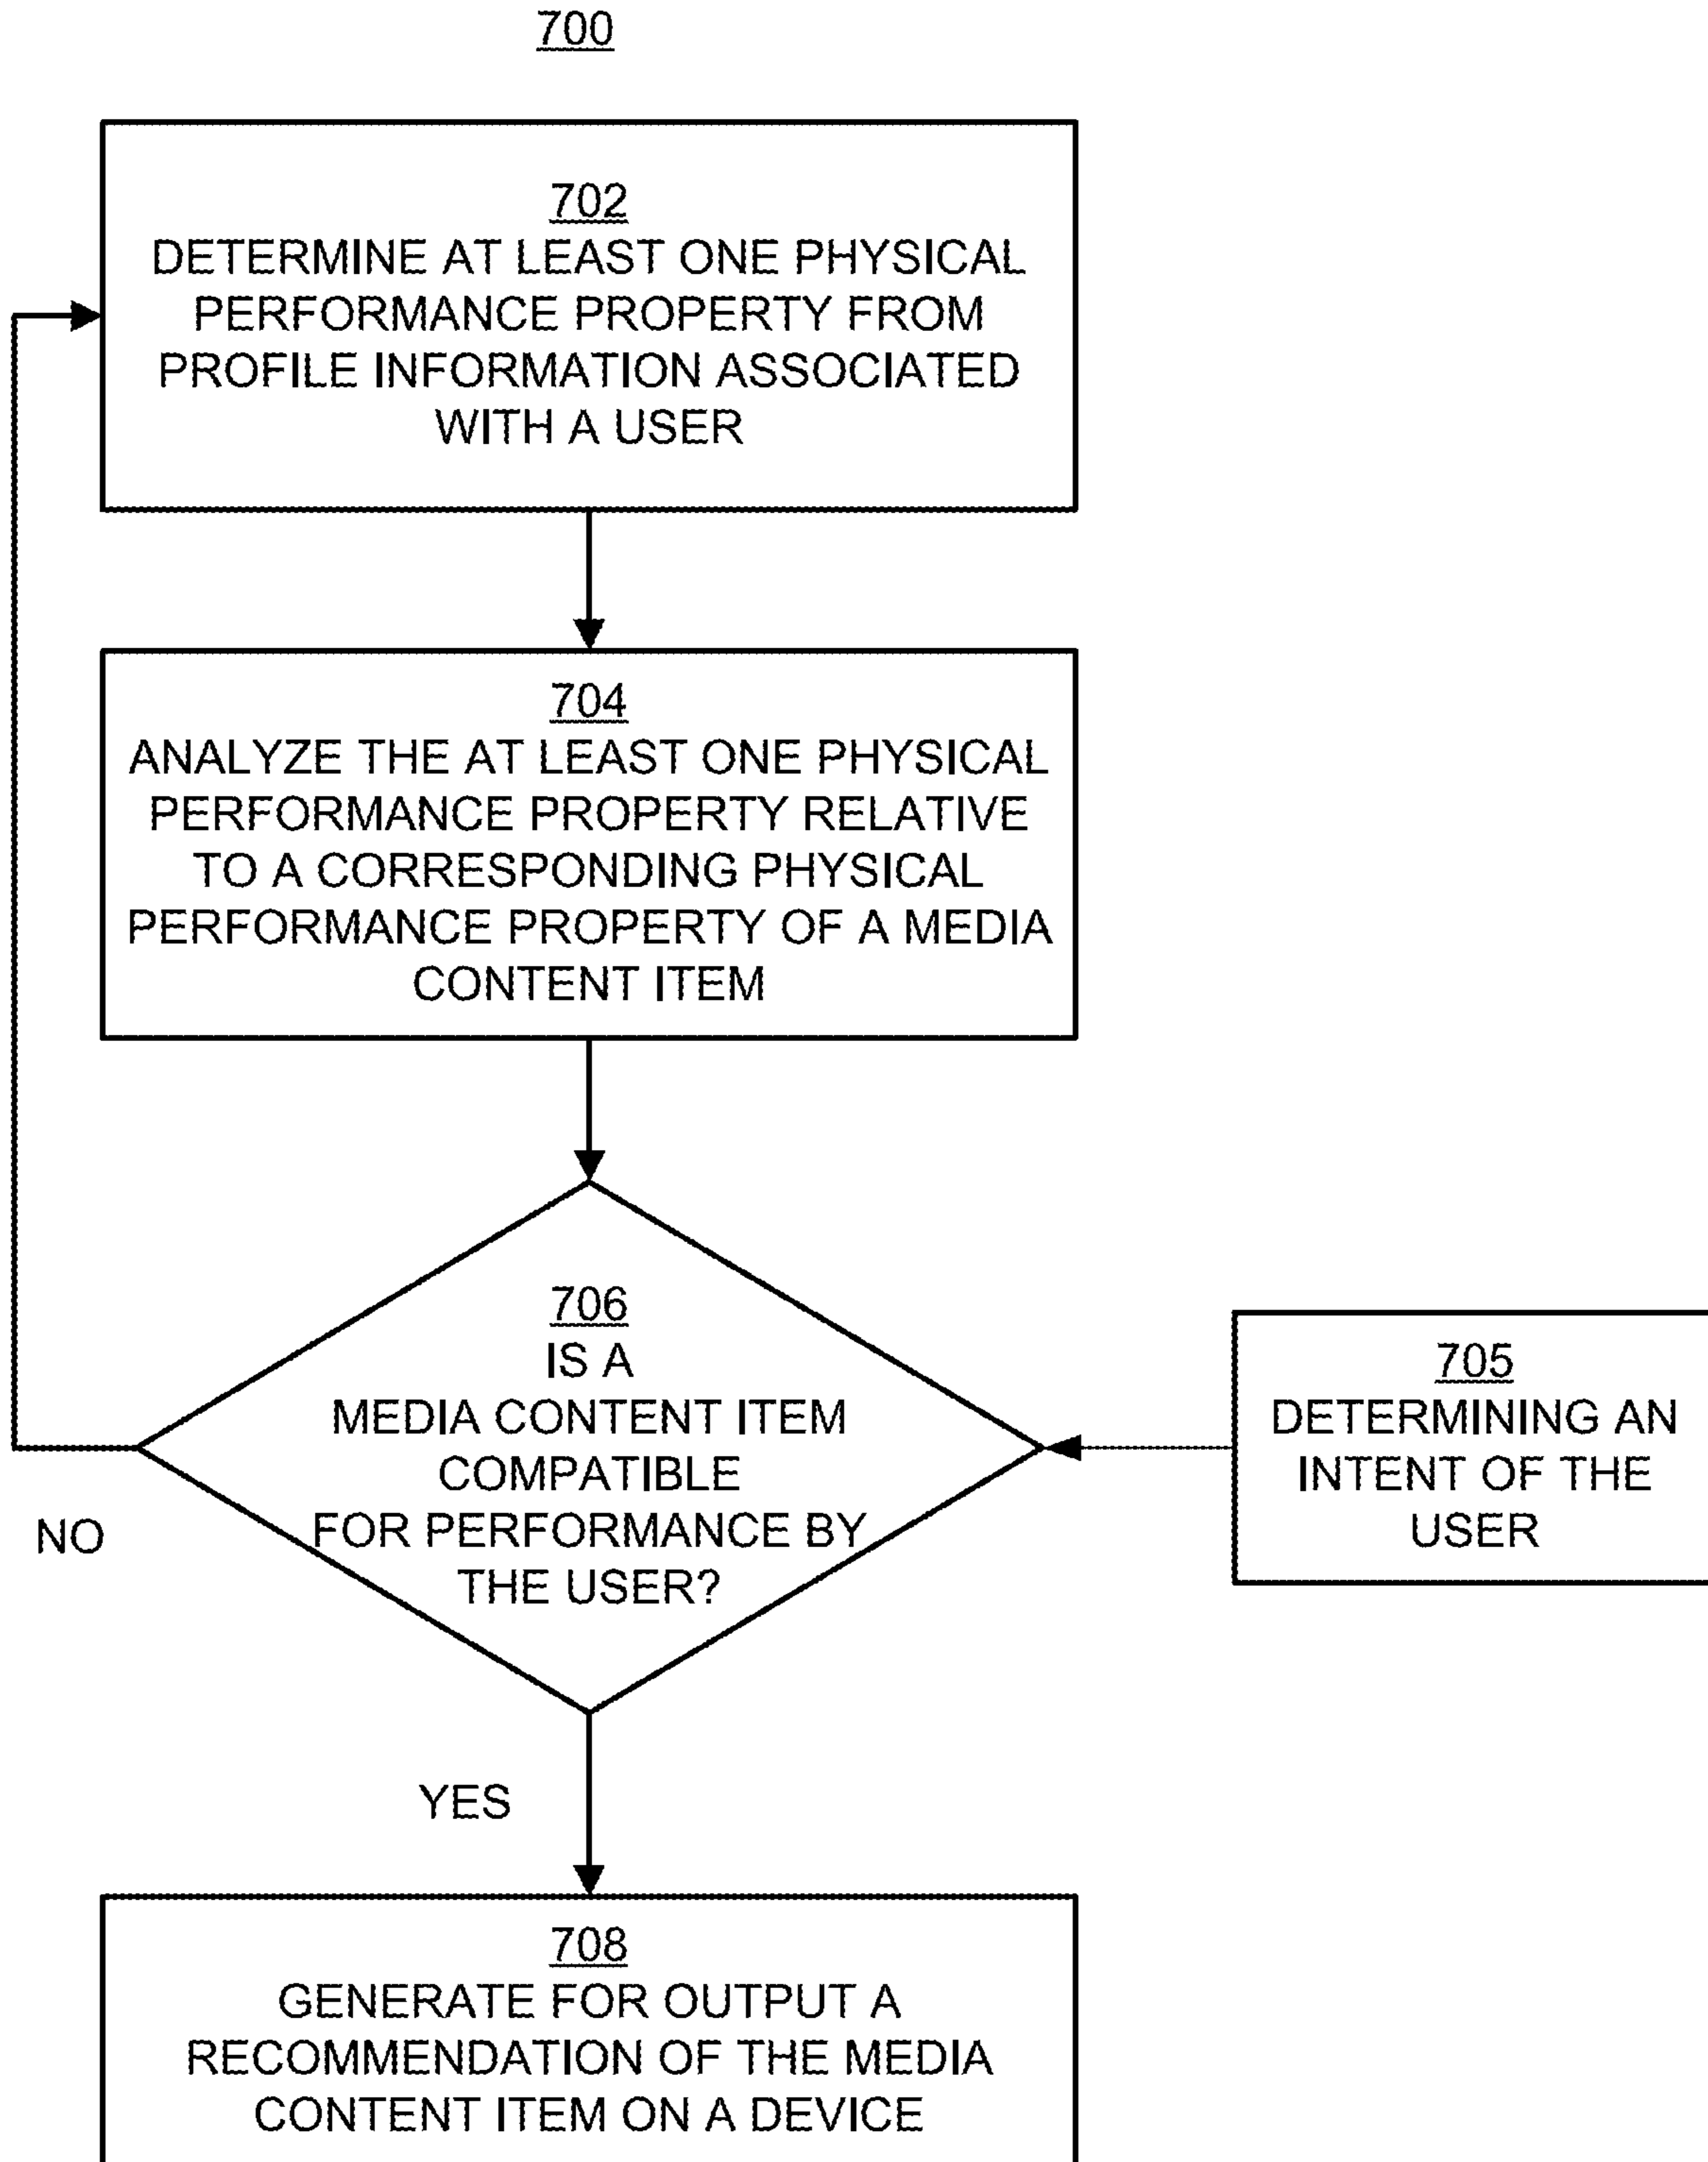 700
702
DETERMINE AT LEAST ONE PHYSICAL
PERFORMANCE PROPERTY FROM
PROFILE INFORMATION ASSOCIATED
WITH A USER
704
ANALYZE THE AT LEAST ONE PHYSICAL
PERFORMANCE PROPERTY RELATIVE
TO A CORRESPONDING PHYSICAL
PERFORMANCE PROPERTY OF A MEDIA
CONTENT ITEM
706
IS A
MEDIA CONTENT ITEM
COMPATIBLE
FOR PERFORMANCE BY
THE USER?
705
DETERMINING AN
INTENT OF THE
USER
NO
YES
708
GENERATE FOR OUTPUT A
RECOMMENDATION OF THE MEDIA
CONTENT ITEM ON A DEVICE